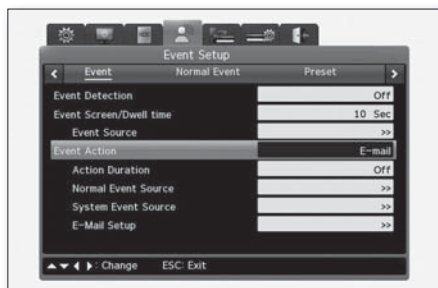 Event Setup
< Event Normal Event Preset >
Event Detection Off
Event Screen/Dwell time 10 Sec
Event Source >>
Event Action E-mail
Action Duration Off
Normal Event Source >>
System Event Source >>
E-Mail Setup >>
▲▼◀ ▶: Change ESC: Exit